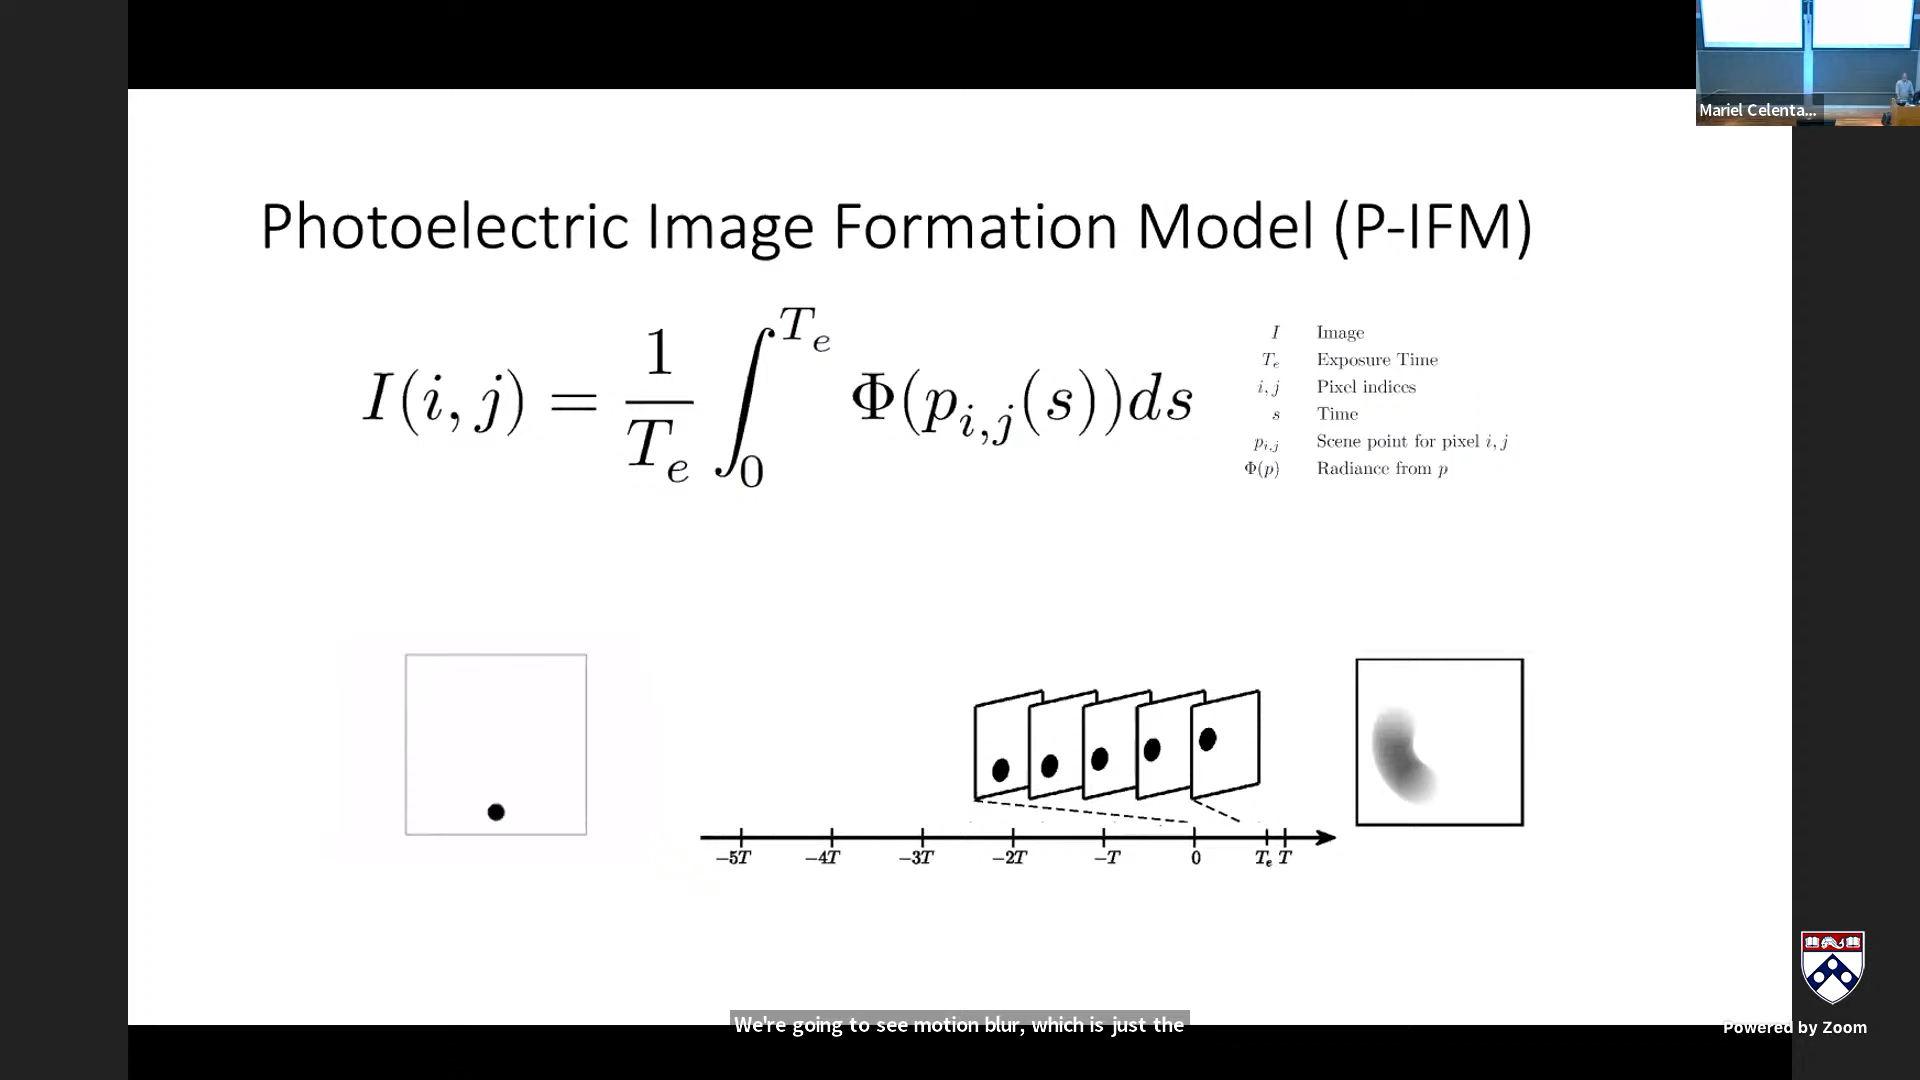 Mariel Celenta...
Photoelectric Image Formation Model (P-IFM)
I(i, j) = 1/T_e ∫_0^{T_e} Φ(p_{i,j}(s))ds
I Image
T_e Exposure Time
i, j Pixel indices
s Time
p_{i,j} Scene point for pixel i, j
Φ(p) Radiance from p
−5T −4T −3T −2T −T 0 T_e T
We're going to see motion blur, which is just the
Powered by Zoom